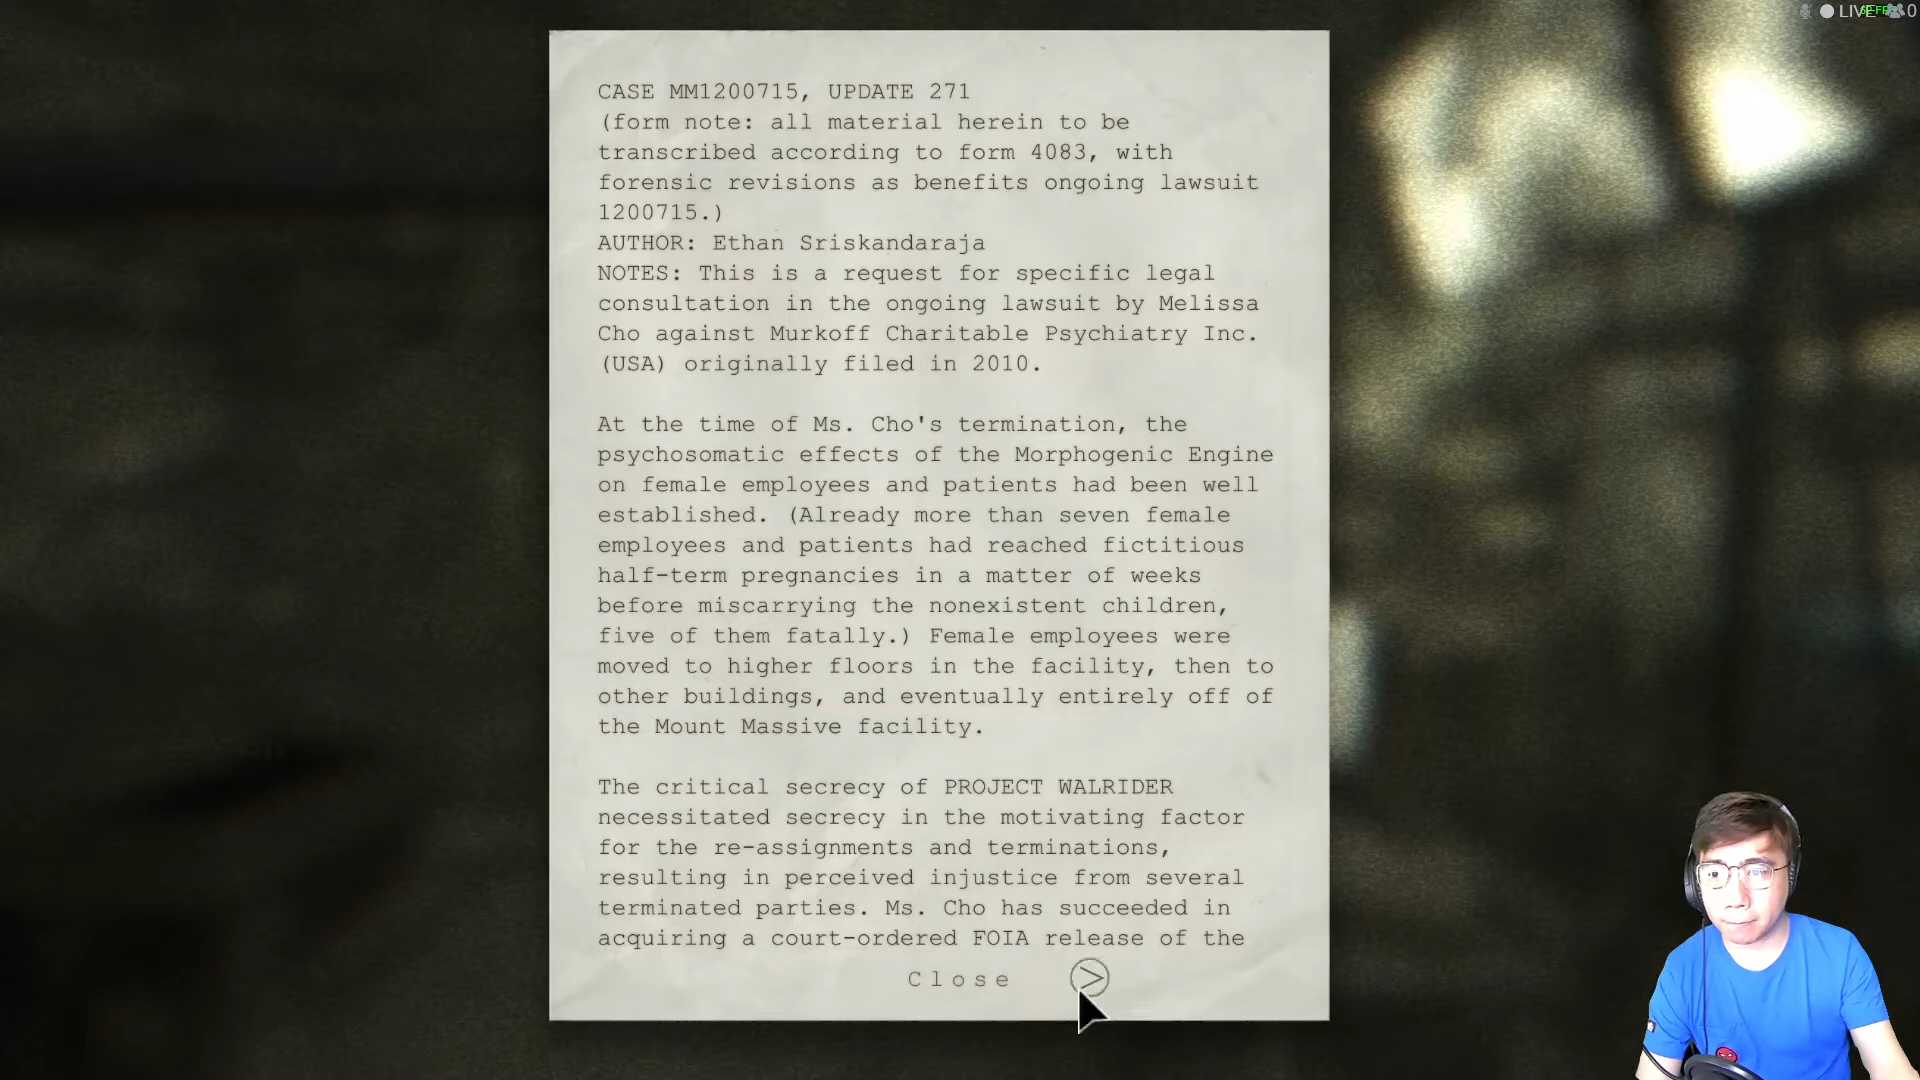 LIVE 0
CASE MM1200715, UPDATE 271
(form note: all material herein to be
transcribed according to form 4083, with
forensic revisions as benefits ongoing lawsuit
1200715.)
AUTHOR: Ethan Sriskandaraja
NOTES: This is a request for specific legal
consultation in the ongoing lawsuit by Melissa
Cho against Murkoff Charitable Psychiatry Inc.
(USA) originally filed in 2010.
At the time of Ms. Cho's termination, the
psychosomatic effects of the Morphogenic Engine
on female employees and patients had been well
established. (Already more than seven female
employees and patients had reached fictitious
half-term pregnancies in a matter of weeks
before miscarrying the nonexistent children,
five of them fatally.) Female employees were
moved to higher floors in the facility, then to
other buildings, and eventually entirely off of
the Mount Massive facility.
The critical secrecy of PROJECT WALRIDER
necessitated secrecy in the motivating factor
for the re-assignments and terminations,
resulting in perceived injustice from several
terminated parties. Ms. Cho has succeeded in
acquiring a court-ordered FOIA release of the
Close >